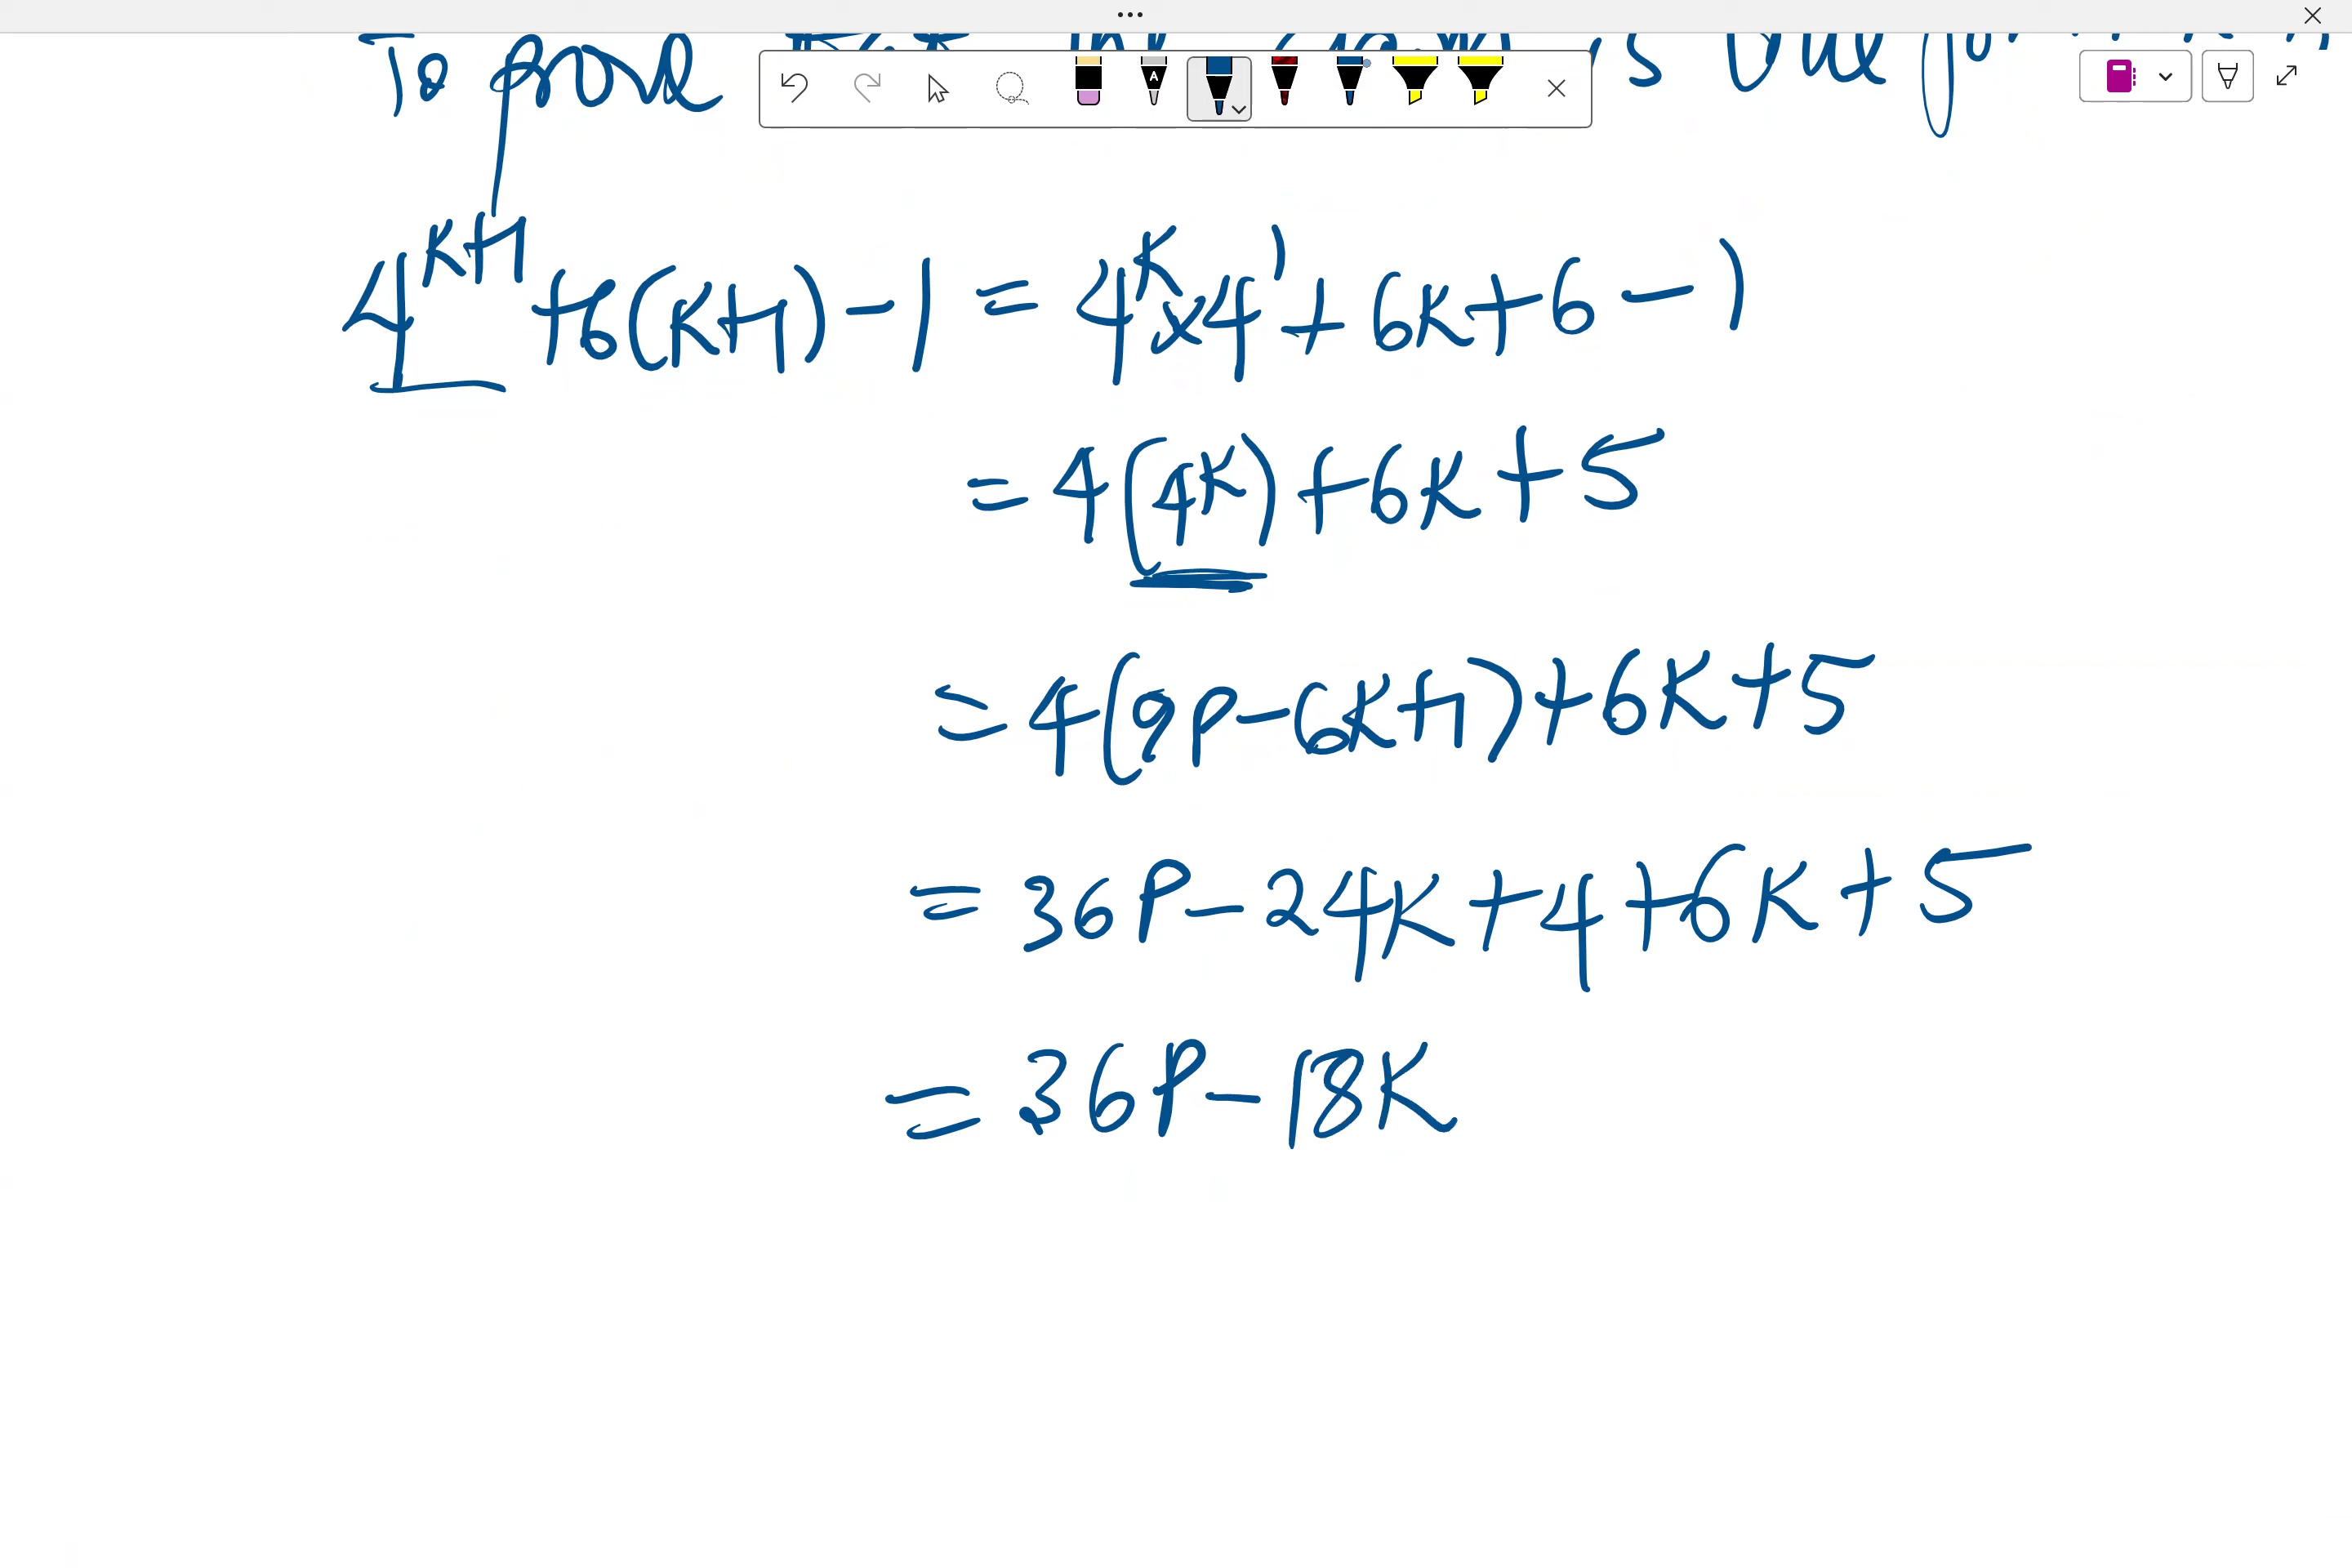 To prove
4^{K+1} + 6(K+1) - 1 = 4^K × 4^1 + 6K + 6 - 1
= 4(4^K) + 6K + 5
= 4(9P - 6K + 1) + 6K + 5
= 36P - 24K + 4 + 6K + 5
= 36P - 18K